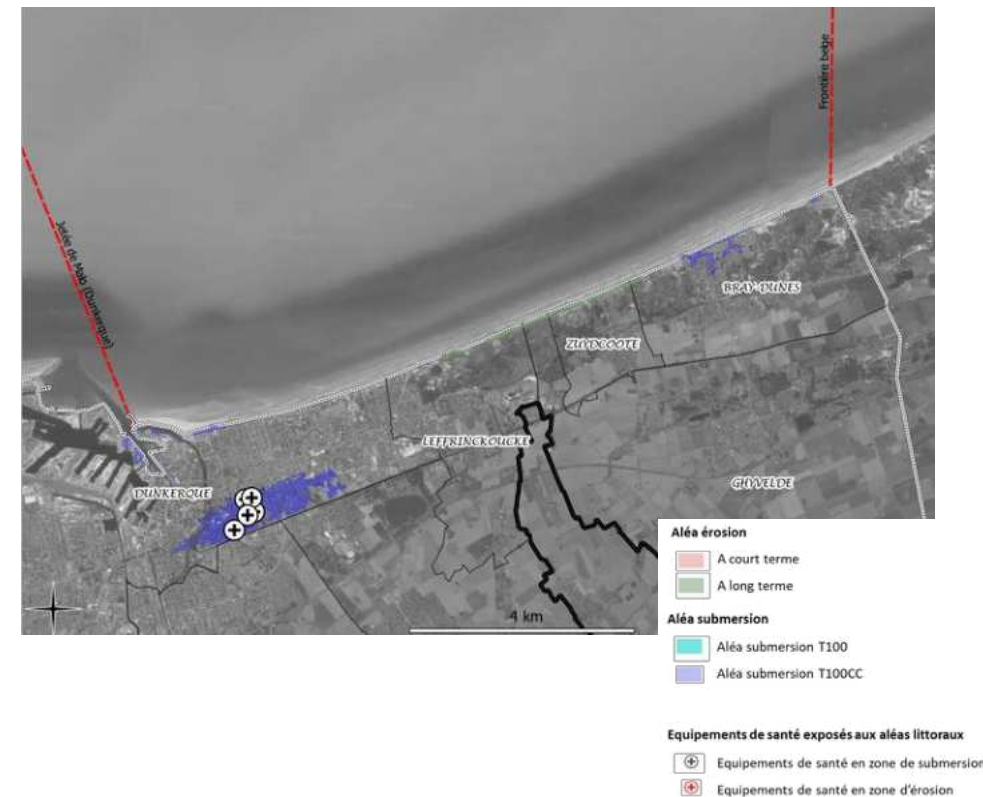 Frontière belge
Jetée de Malo (Dunkerque)
BRAY-DUNES
ZUYDCOOTE
LEFFRINCKOUCKE
GHYVELDE
DUNKERQUE
4 km
Aléa érosion
A court terme
A long terme
Aléa submersion
Aléa submersion T100
Aléa submersion T100CC
Equipements de santé exposés aux aléas littoraux
Equipements de santé en zone de submersion
Equipements de santé en zone d'érosion